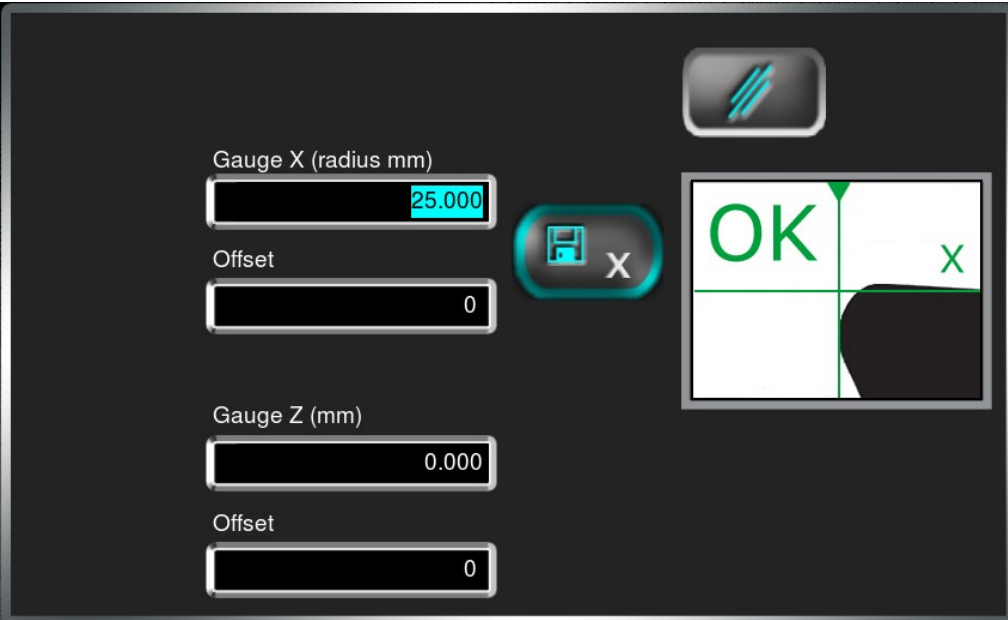 Gauge X (radius mm)
25.000
Offset
0
X
OK
X
Gauge Z (mm)
0.000
Offset
0